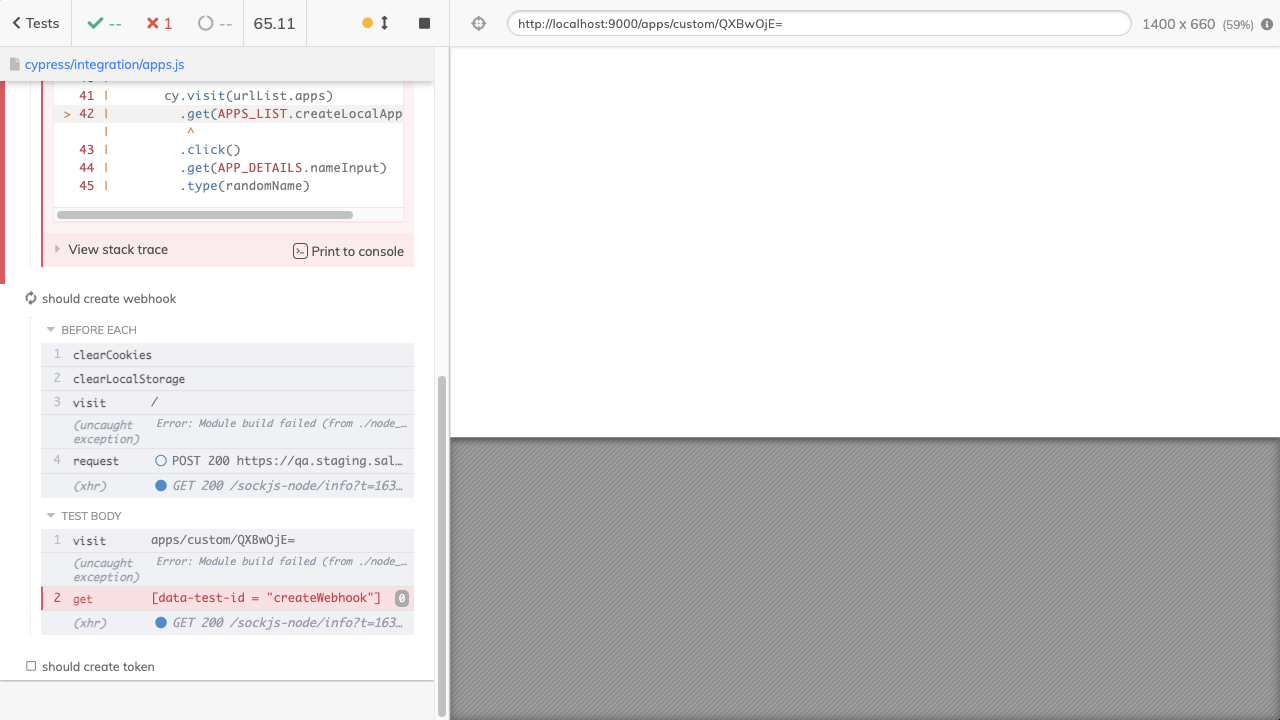 Tests -- 1 -- 65.11 http://localhost:9000/apps/custom/QXBwOjE= 1400 x 660 (59%)
cypress/integration/apps.js
41 | cy.visit(urlList.apps)
> 42 | .get(APPS_LIST.createLocalApp
| ^
43 | .click()
44 | .get(APP_DETAILS.nameInput)
45 | .type(randomName)
View stack trace Print to console
should create webhook
BEFORE EACH
1 clearCookies
2 clearLocalStorage
3 visit /
(uncaught exception) Error: Module build failed (from ./node_…
4 request POST 200 https://qa.staging.sal…
(xhr) GET 200 /sockjs-node/info?t=163…
TEST BODY
1 visit apps/custom/QXBwOjE=
(uncaught exception) Error: Module build failed (from ./node_…
2 get [data-test-id = "createWebhook"] 0
(xhr) GET 200 /sockjs-node/info?t=163…
should create token